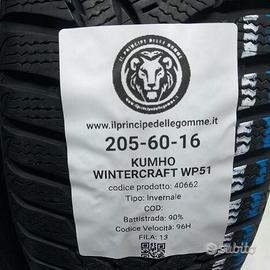 IL PRINCIPE DELLE GOMME
www.ilprincipedellegomme.it
205-60-16
KUMHO
WINTERCRAFT WP51
codice prodotto: 40662
Tipo: Invernale
COD:
Battistrada: 90%
Codice Velocità: 96H
FILA: 13
subito